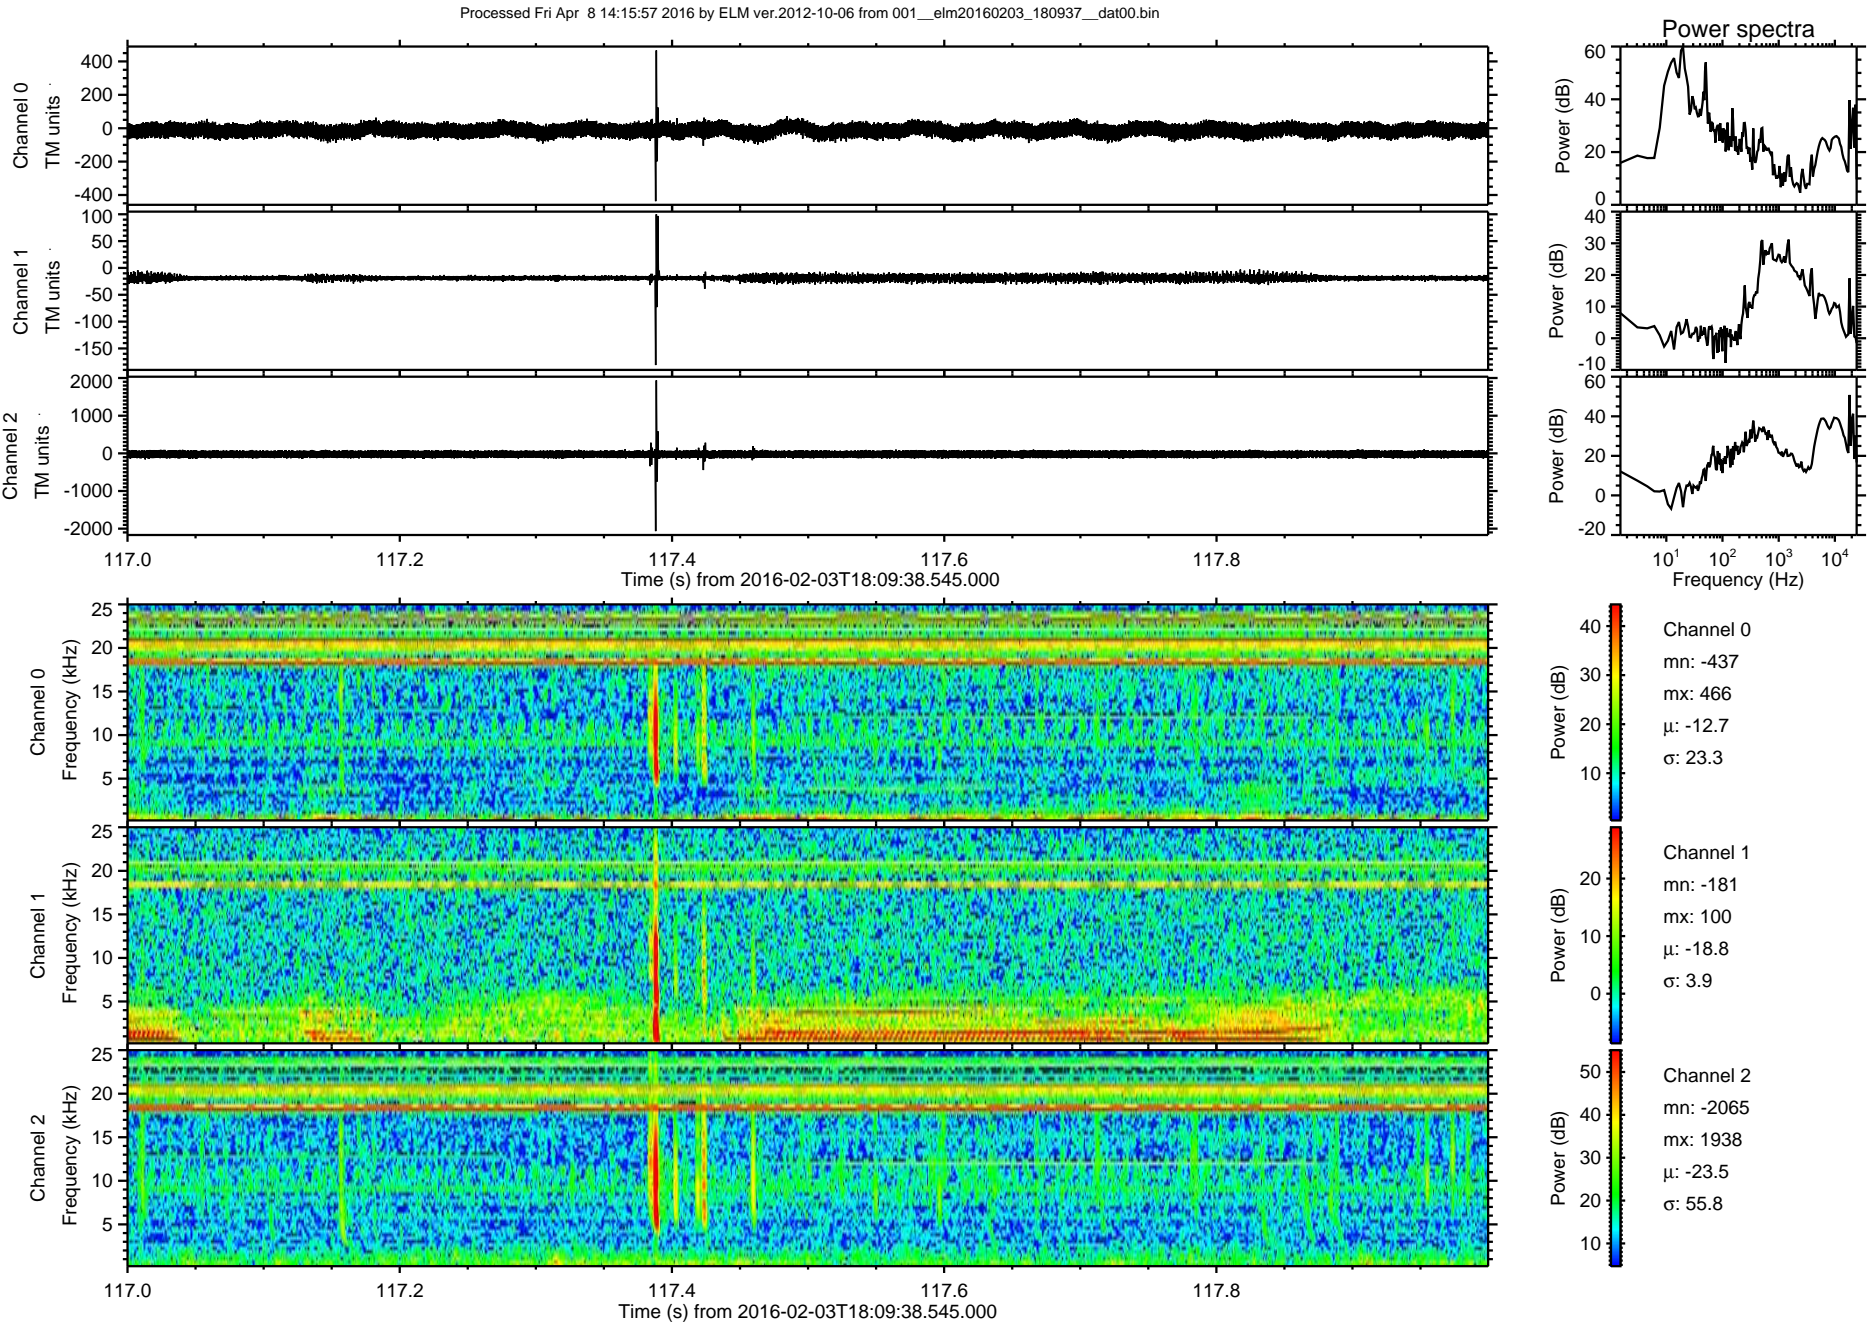 Processed Fri Apr  8 14:15:57 2016 by ELM ver.2012-10-06 from 001__elm20160203_180937__dat00.bin
Power spectra
Channel 0
TM units
400
200
0
-200
-400
Power (dB)
60
40
20
0
Channel 1
TM units
100
50
0
-50
-100
-150
Power (dB)
40
30
20
10
0
-10
Channel 2
TM units
2000
1000
0
-1000
-2000
Power (dB)
60
40
20
0
-20
117.0 117.2 117.4 117.6 117.8
Time (s) from 2016-02-03T18:09:38.545.000
10^1 10^2 10^3 10^4
Frequency (Hz)
Channel 0
Frequency (kHz)
25
20
15
10
5
Power (dB)
40
30
20
10
Channel 0
mn: -437
mx: 466
μ: -12.7
σ: 23.3
Channel 1
Frequency (kHz)
25
20
15
10
5
Power (dB)
20
10
0
Channel 1
mn: -181
mx: 100
μ: -18.8
σ: 3.9
Channel 2
Frequency (kHz)
25
20
15
10
5
Power (dB)
50
40
30
20
10
Channel 2
mn: -2065
mx: 1938
μ: -23.5
σ: 55.8
117.0 117.2 117.4 117.6 117.8
Time (s) from 2016-02-03T18:09:38.545.000